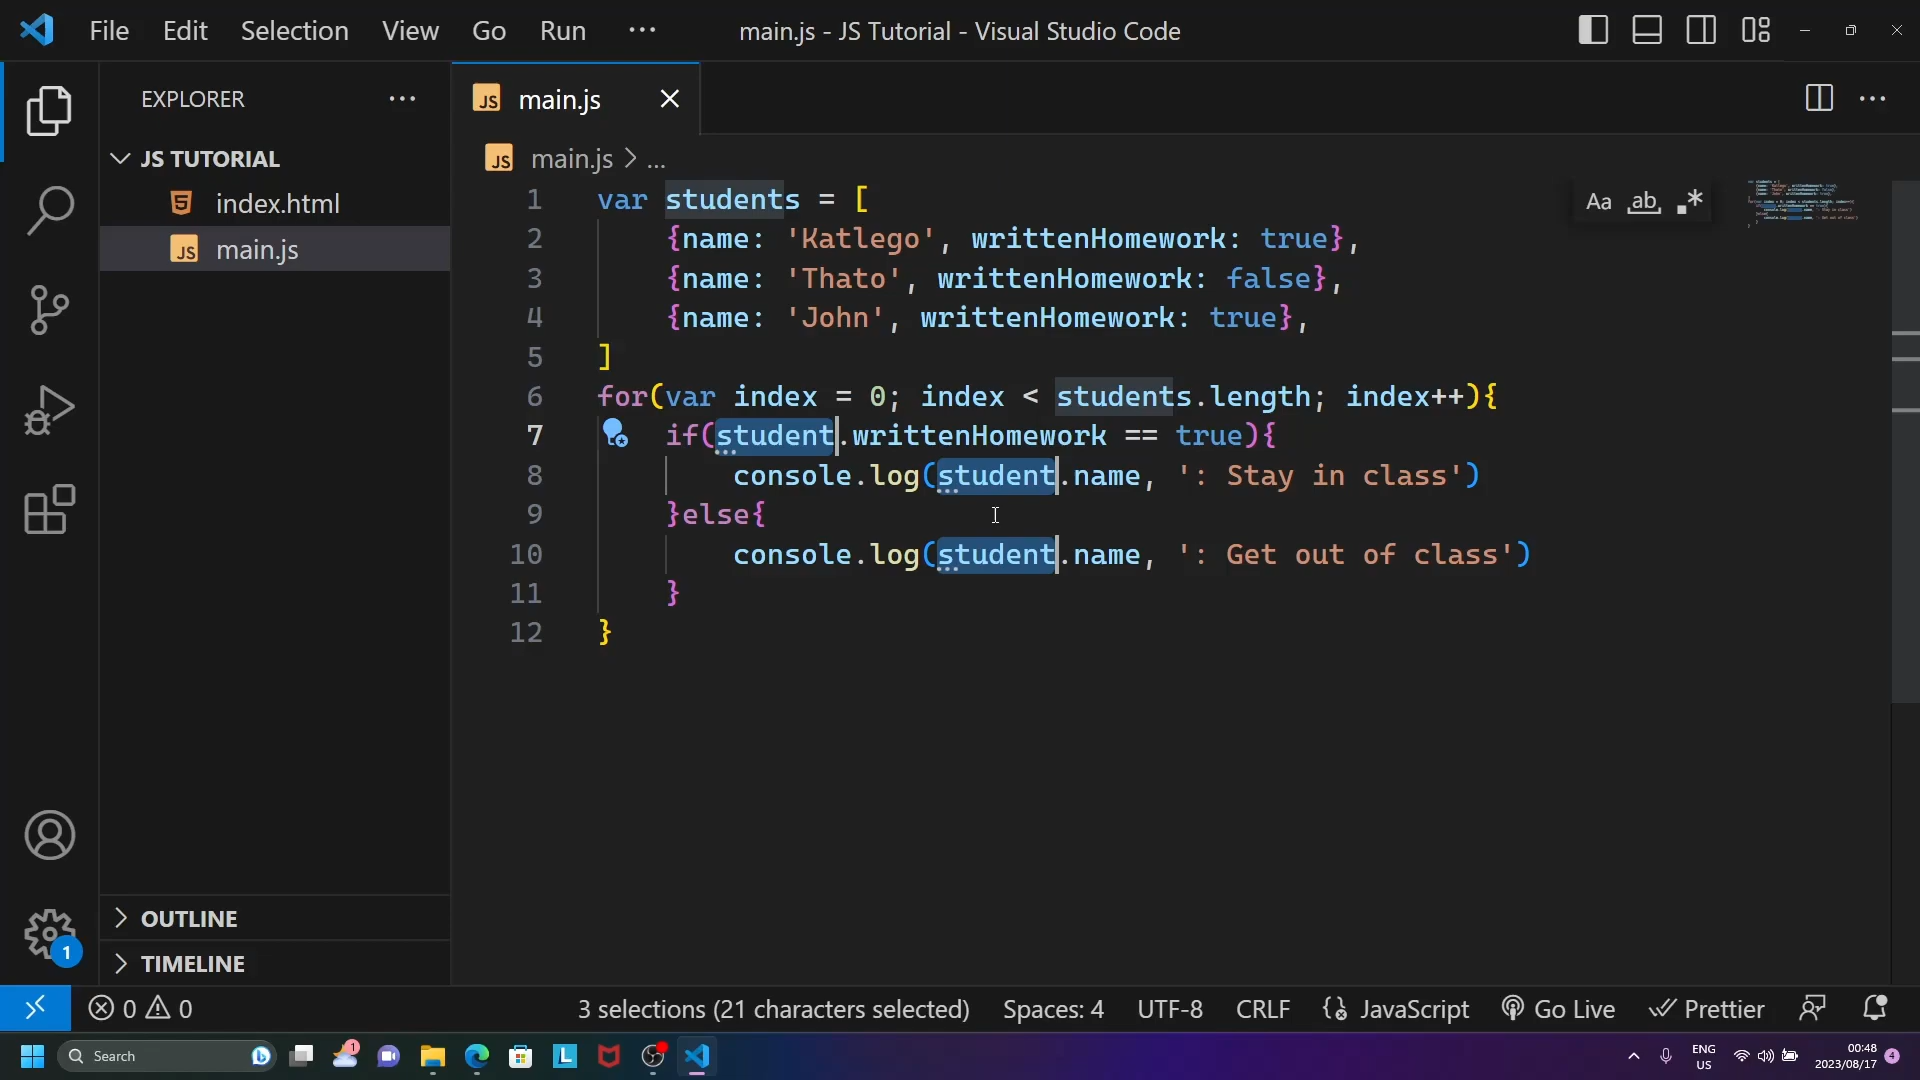 File Edit Selection View Go Run ··· main.js - JS Tutorial - Visual Studio Code
EXPLORER ···
JS main.js
JS TUTORIAL
index.html
JS main.js
JS main.js > ...
Aa ab
1 var students = [
2 {name: 'Katlego', writtenHomework: true},
3 {name: 'Thato', writtenHomework: false},
4 {name: 'John', writtenHomework: true},
5 ]
6 for(var index = 0; index < students.length; index++){
7 if(student.writtenHomework == true){
8 console.log(student.name, ': Stay in class')
9 }else{
10 console.log(student.name, ': Get out of class')
11 }
12 }
OUTLINE
TIMELINE
1
0 0 3 selections (21 characters selected) Spaces: 4 UTF-8 CRLF {} JavaScript Go Live Prettier
Search 1 L ENG US 00:48 2023/08/17 4